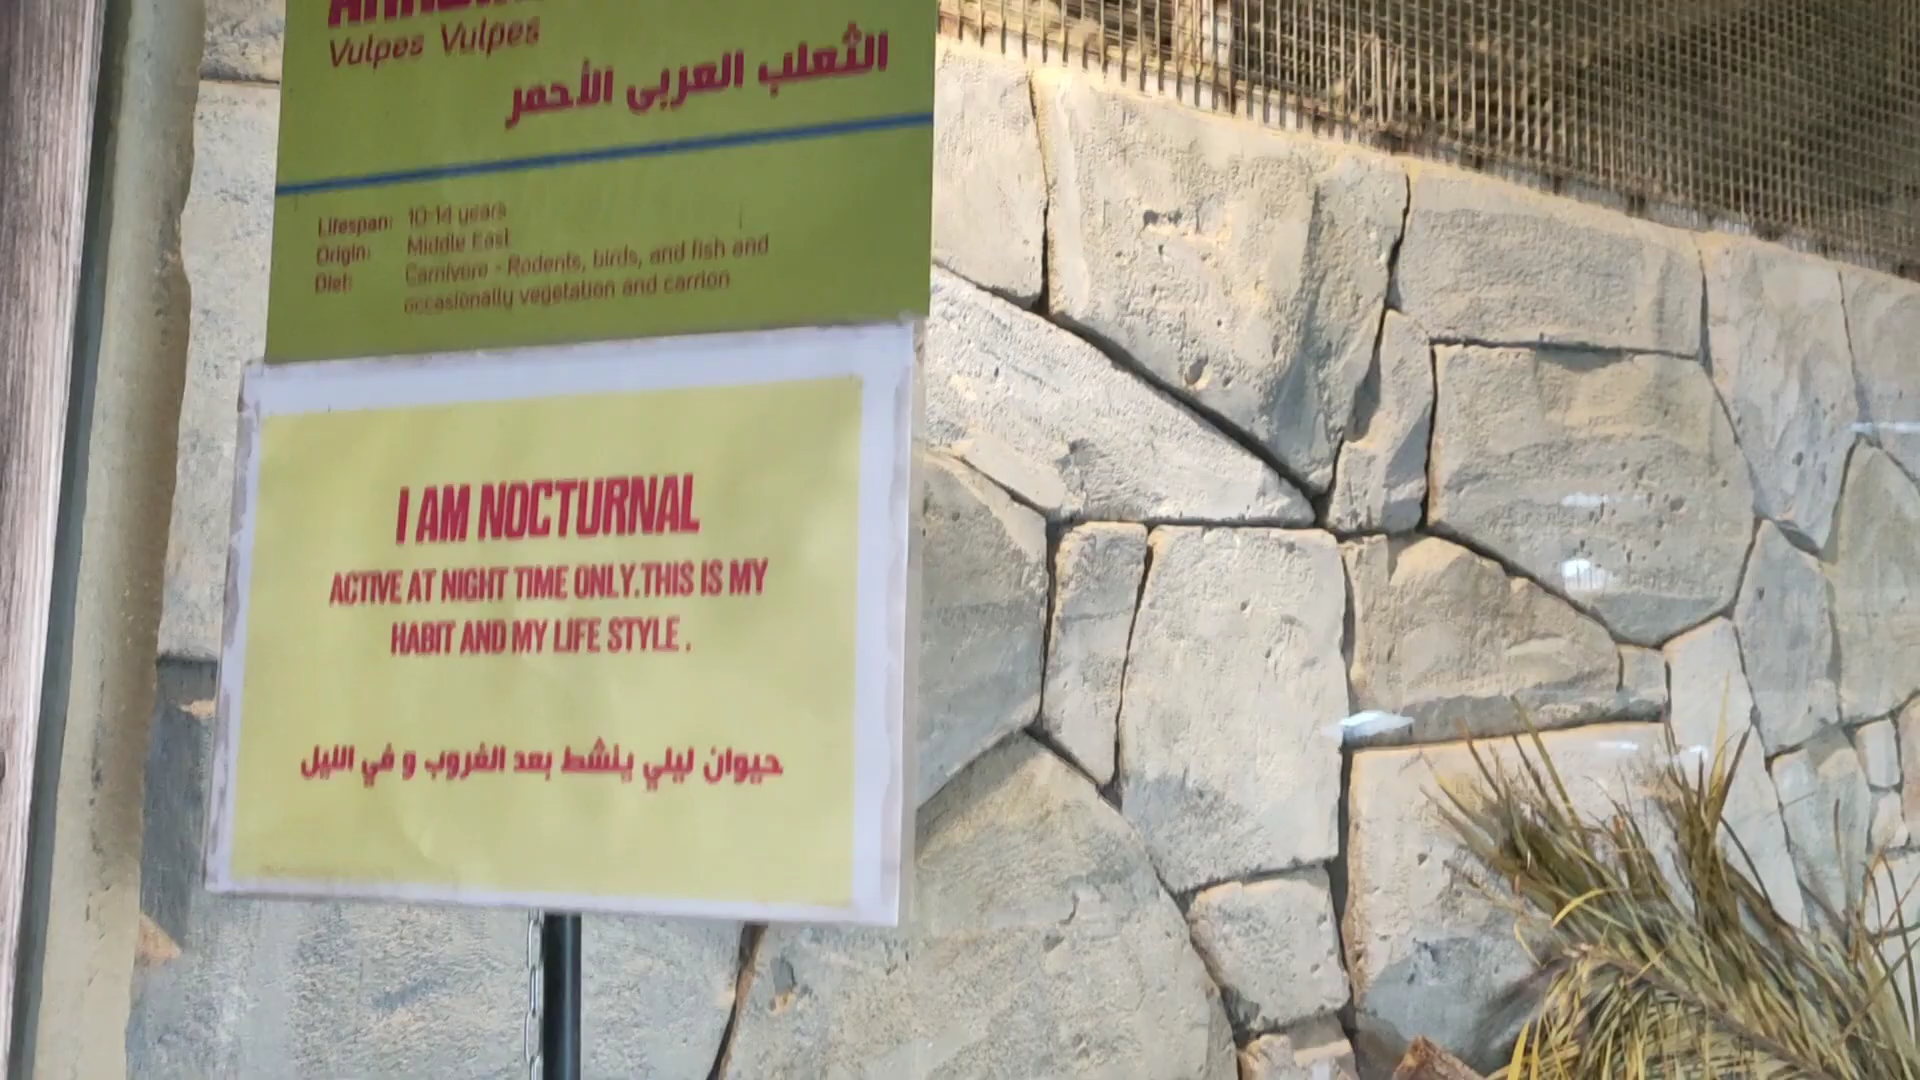 Vulpes Vulpes
الثعلب العربي الأحمر
Lifespan: 10-14 years
Origin: Middle East
Diet: Carnivore - Rodents, birds, and fish and
occasionally vegetation and carrion
I AM NOCTURNAL
ACTIVE AT NIGHT TIME ONLY.THIS IS MY
HABIT AND MY LIFE STYLE .
حيوان ليلي ينشط بعد الغروب و في الليل